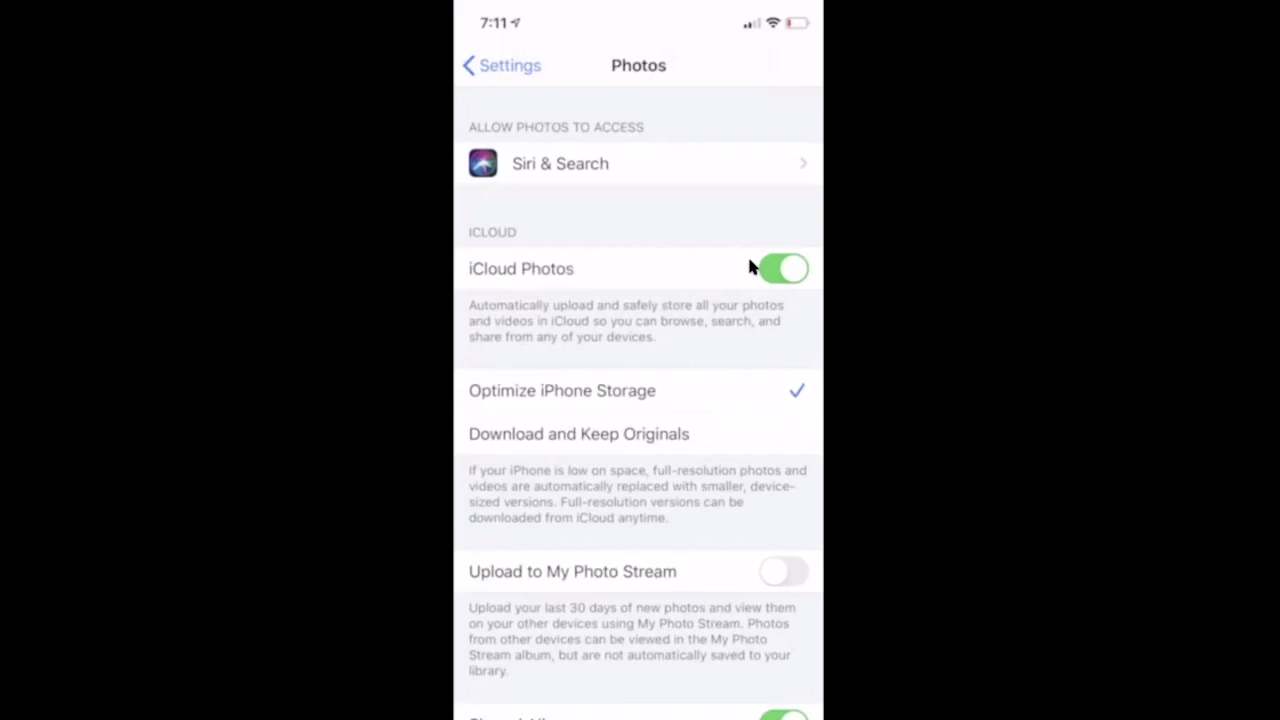 7:11
Settings
Photos
ALLOW PHOTOS TO ACCESS
Siri & Search
ICLOUD
iCloud Photos
Automatically upload and safely store all your photos
and videos in iCloud so you can browse, search, and
share from any of your devices.
Optimize iPhone Storage
Download and Keep Originals
If your iPhone is low on space, full-resolution photos and
videos are automatically replaced with smaller, device-
sized versions. Full-resolution versions can be
downloaded from iCloud anytime.
Upload to My Photo Stream
Upload your last 30 days of new photos and view them
on your other devices using My Photo Stream. Photos
from other devices can be viewed in the My Photo
Stream album, but are not automatically saved to your
library.